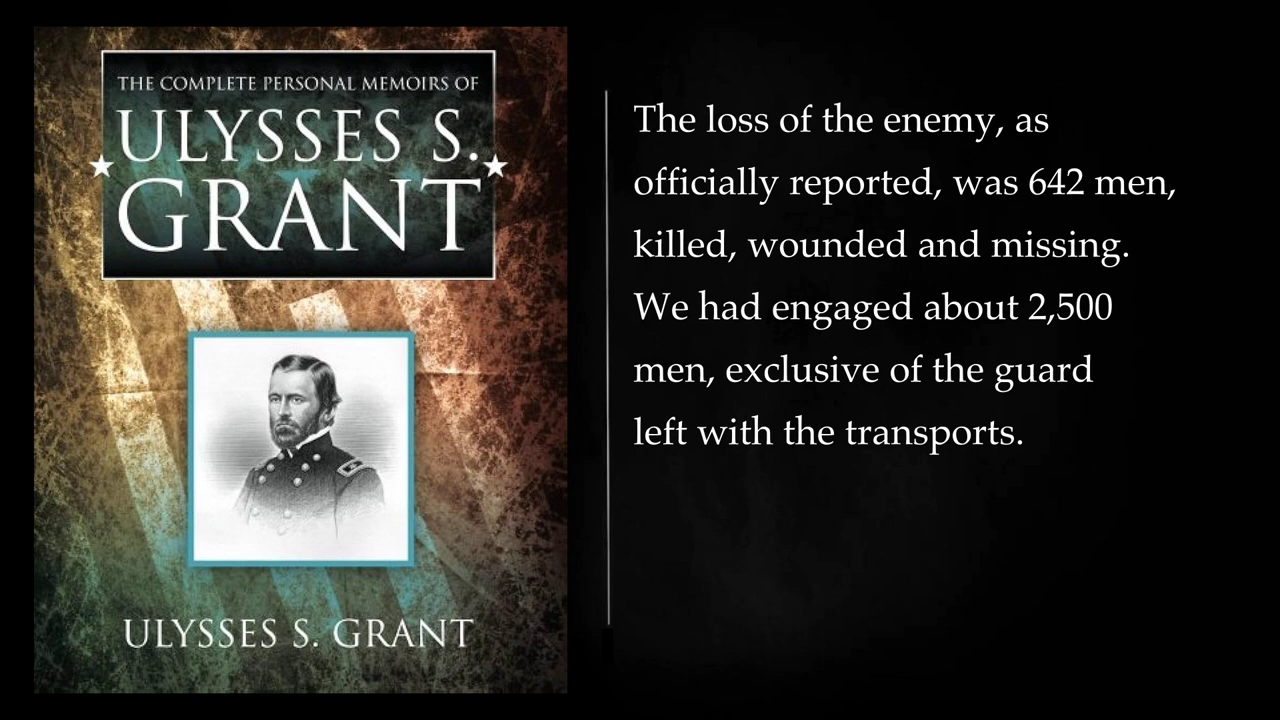 THE COMPLETE PERSONAL MEMOIRS OF
ULYSSES S.
GRANT
ULYSSES S. GRANT
The loss of the enemy, as
officially reported, was 642 men,
killed, wounded and missing.
We had engaged about 2,500
men, exclusive of the guard
left with the transports.